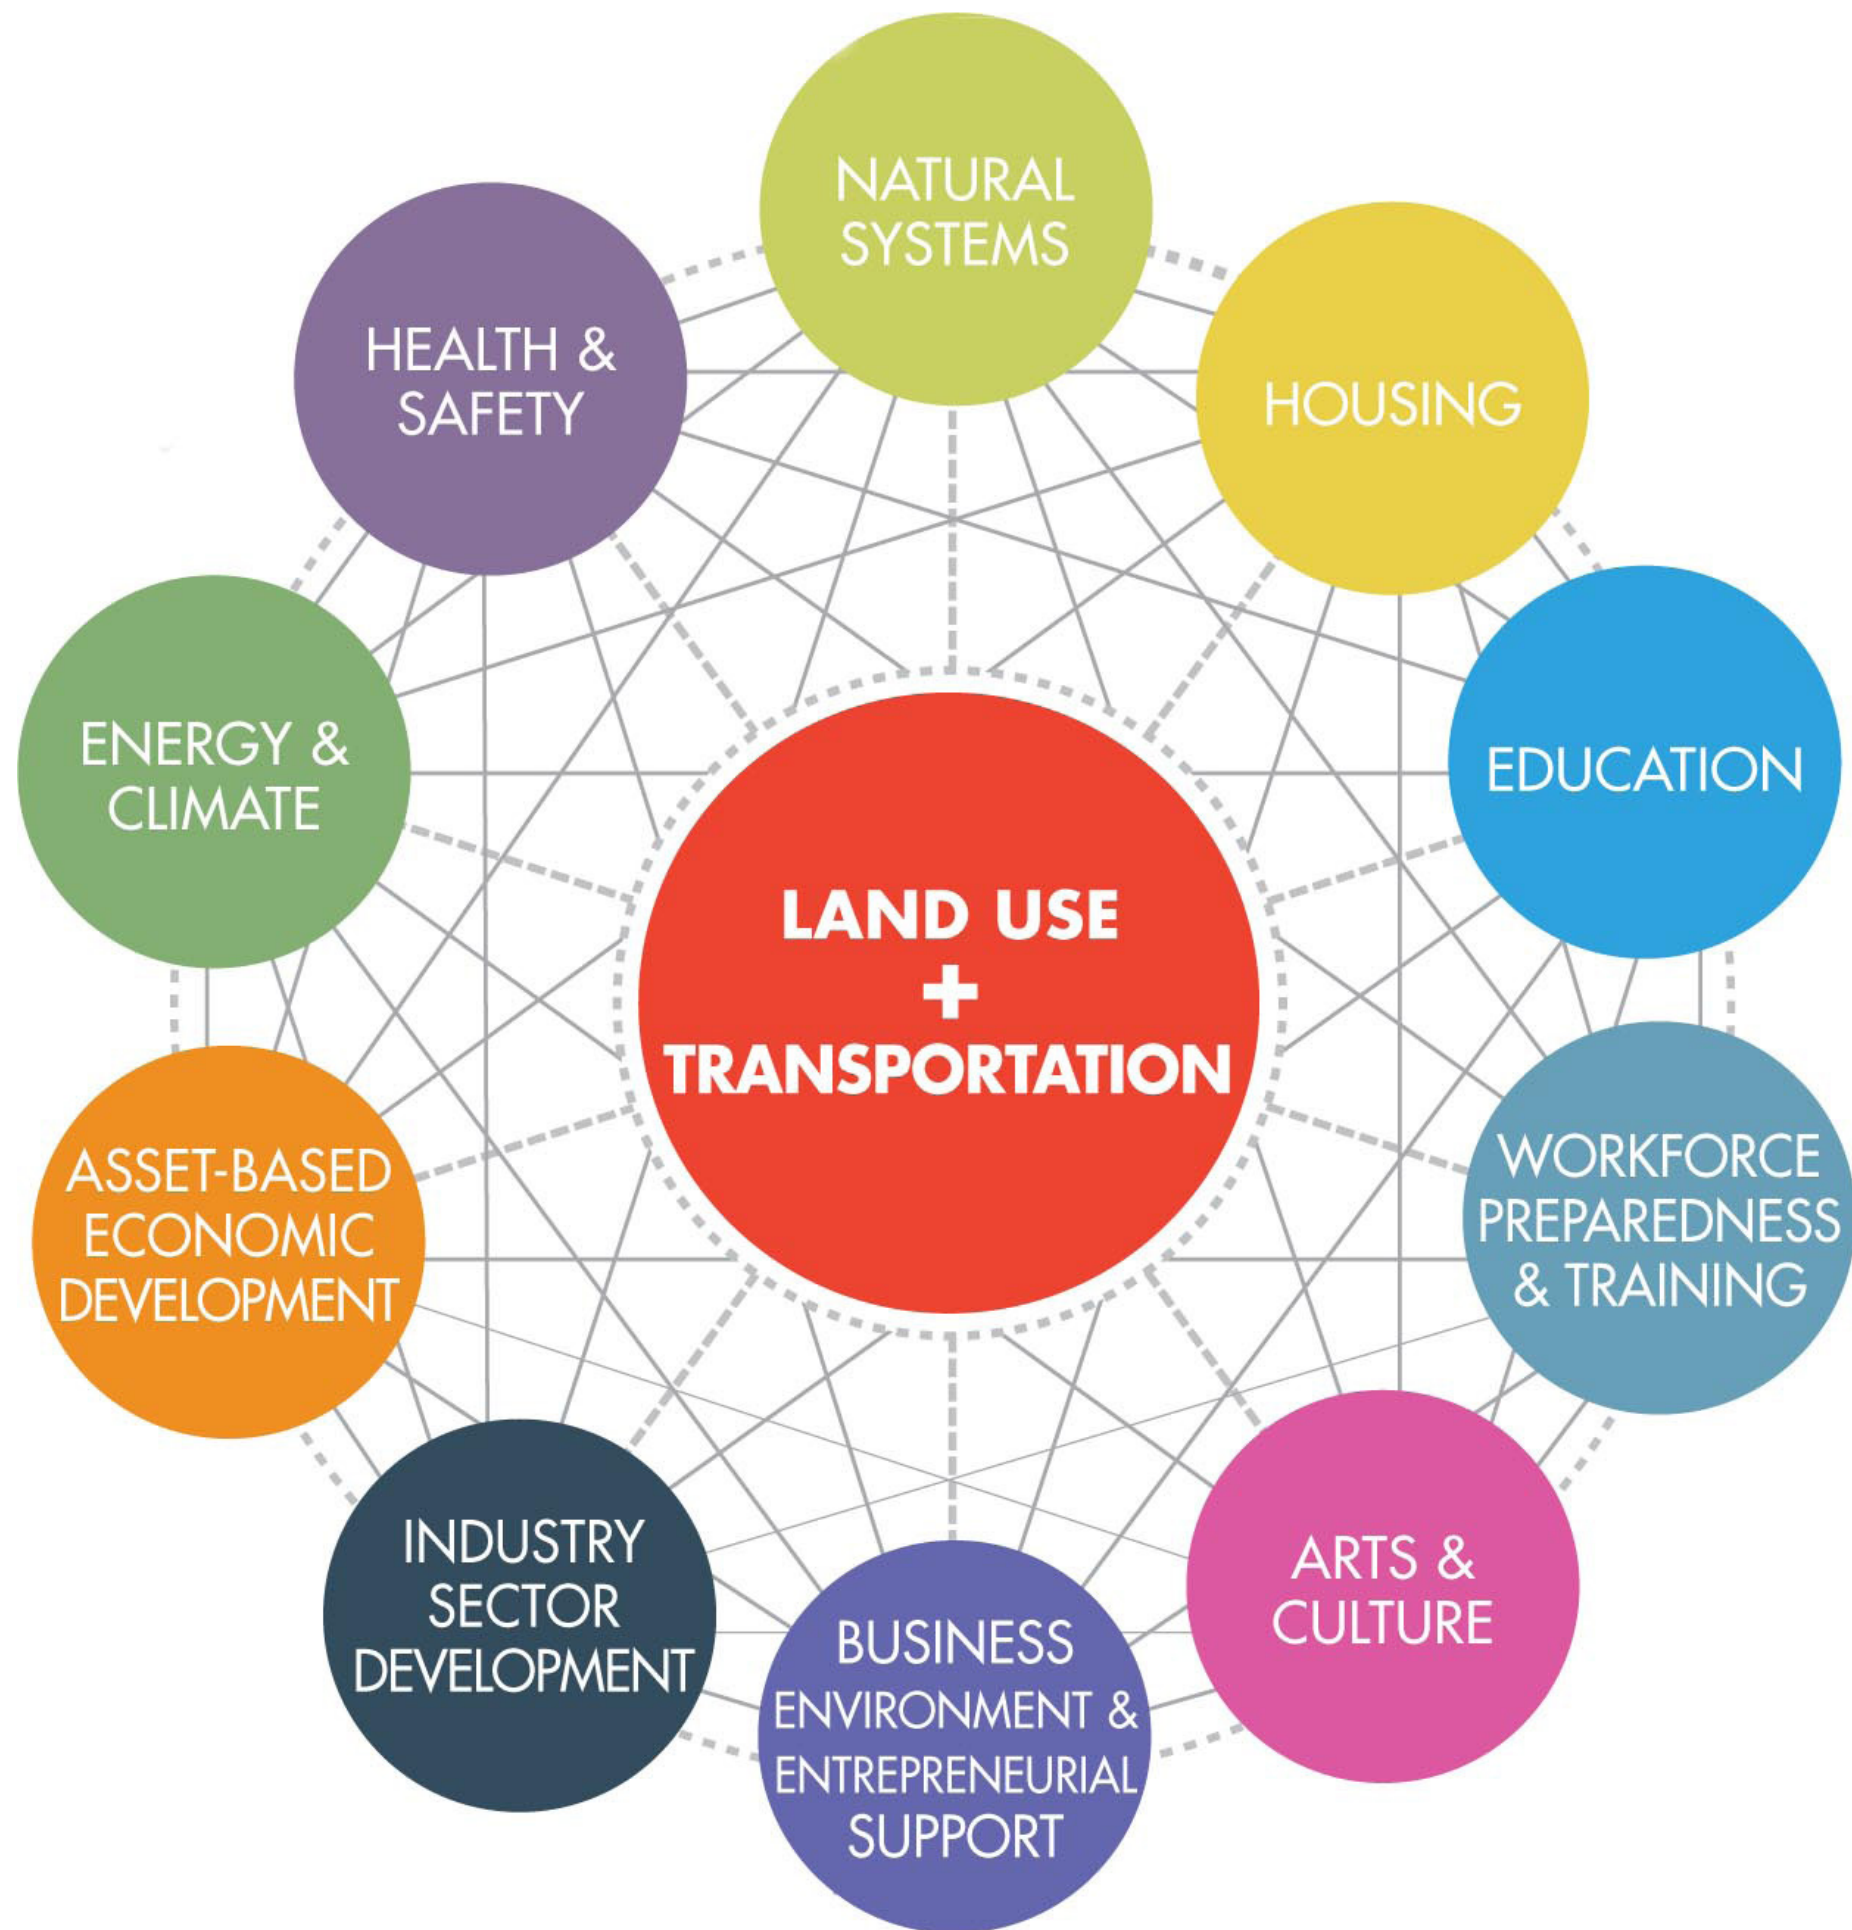 NATURAL
SYSTEMS
HOUSING
EDUCATION
WORKFORCE
PREPAREDNESS
& TRAINING
ARTS &
CULTURE
BUSINESS
ENVIRONMENT &
ENTREPRENEURIAL
SUPPORT
INDUSTRY
SECTOR
DEVELOPMENT
ASSET-BASED
ECONOMIC
DEVELOPMENT
ENERGY &
CLIMATE
HEALTH &
SAFETY
LAND USE
+
TRANSPORTATION